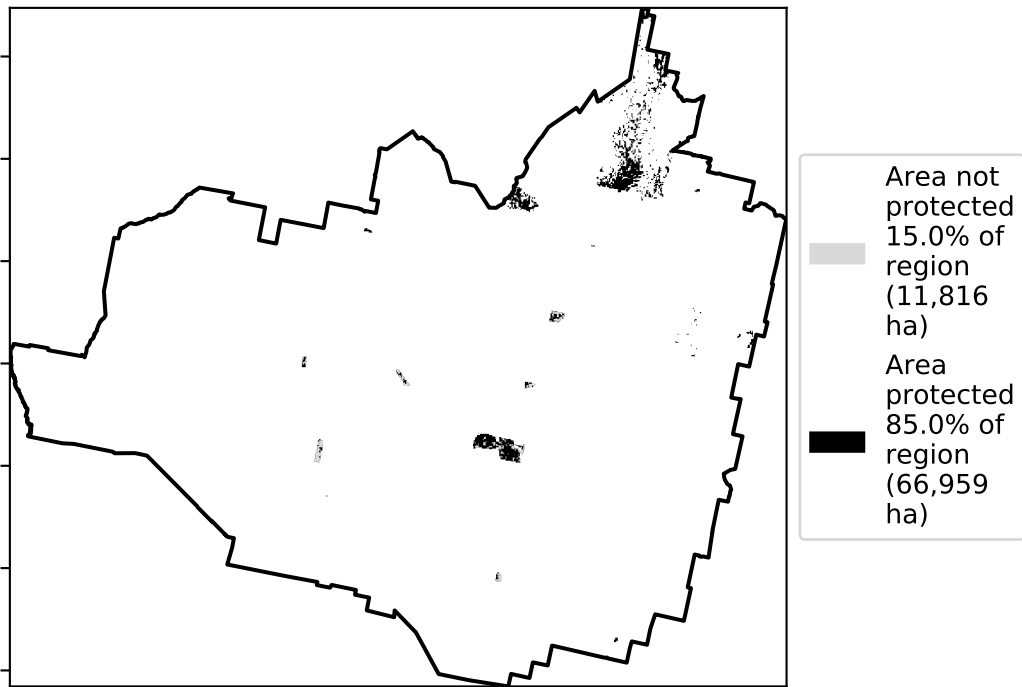 Area not
protected
15.0% of
region
(11,816
ha)
Area
protected
85.0% of
region
(66,959
ha)